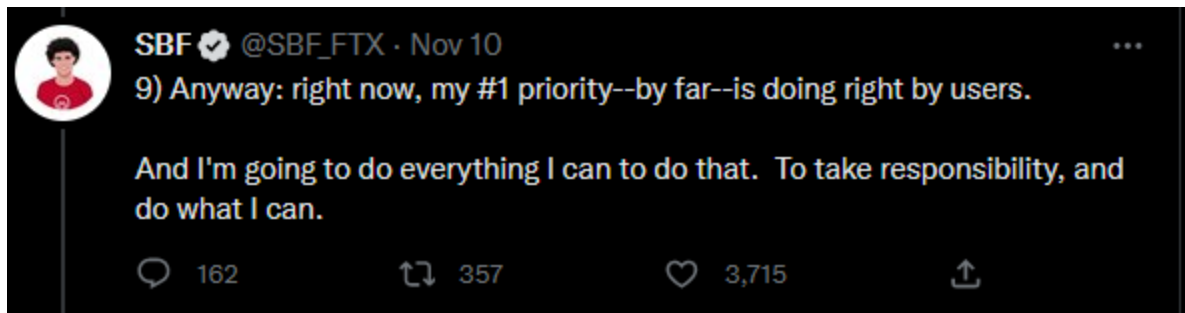 SBF @SBF_FTX · Nov 10
9) Anyway: right now, my #1 priority--by far--is doing right by users.
And I'm going to do everything I can to do that.  To take responsibility, and
do what I can.
162 357 3,715